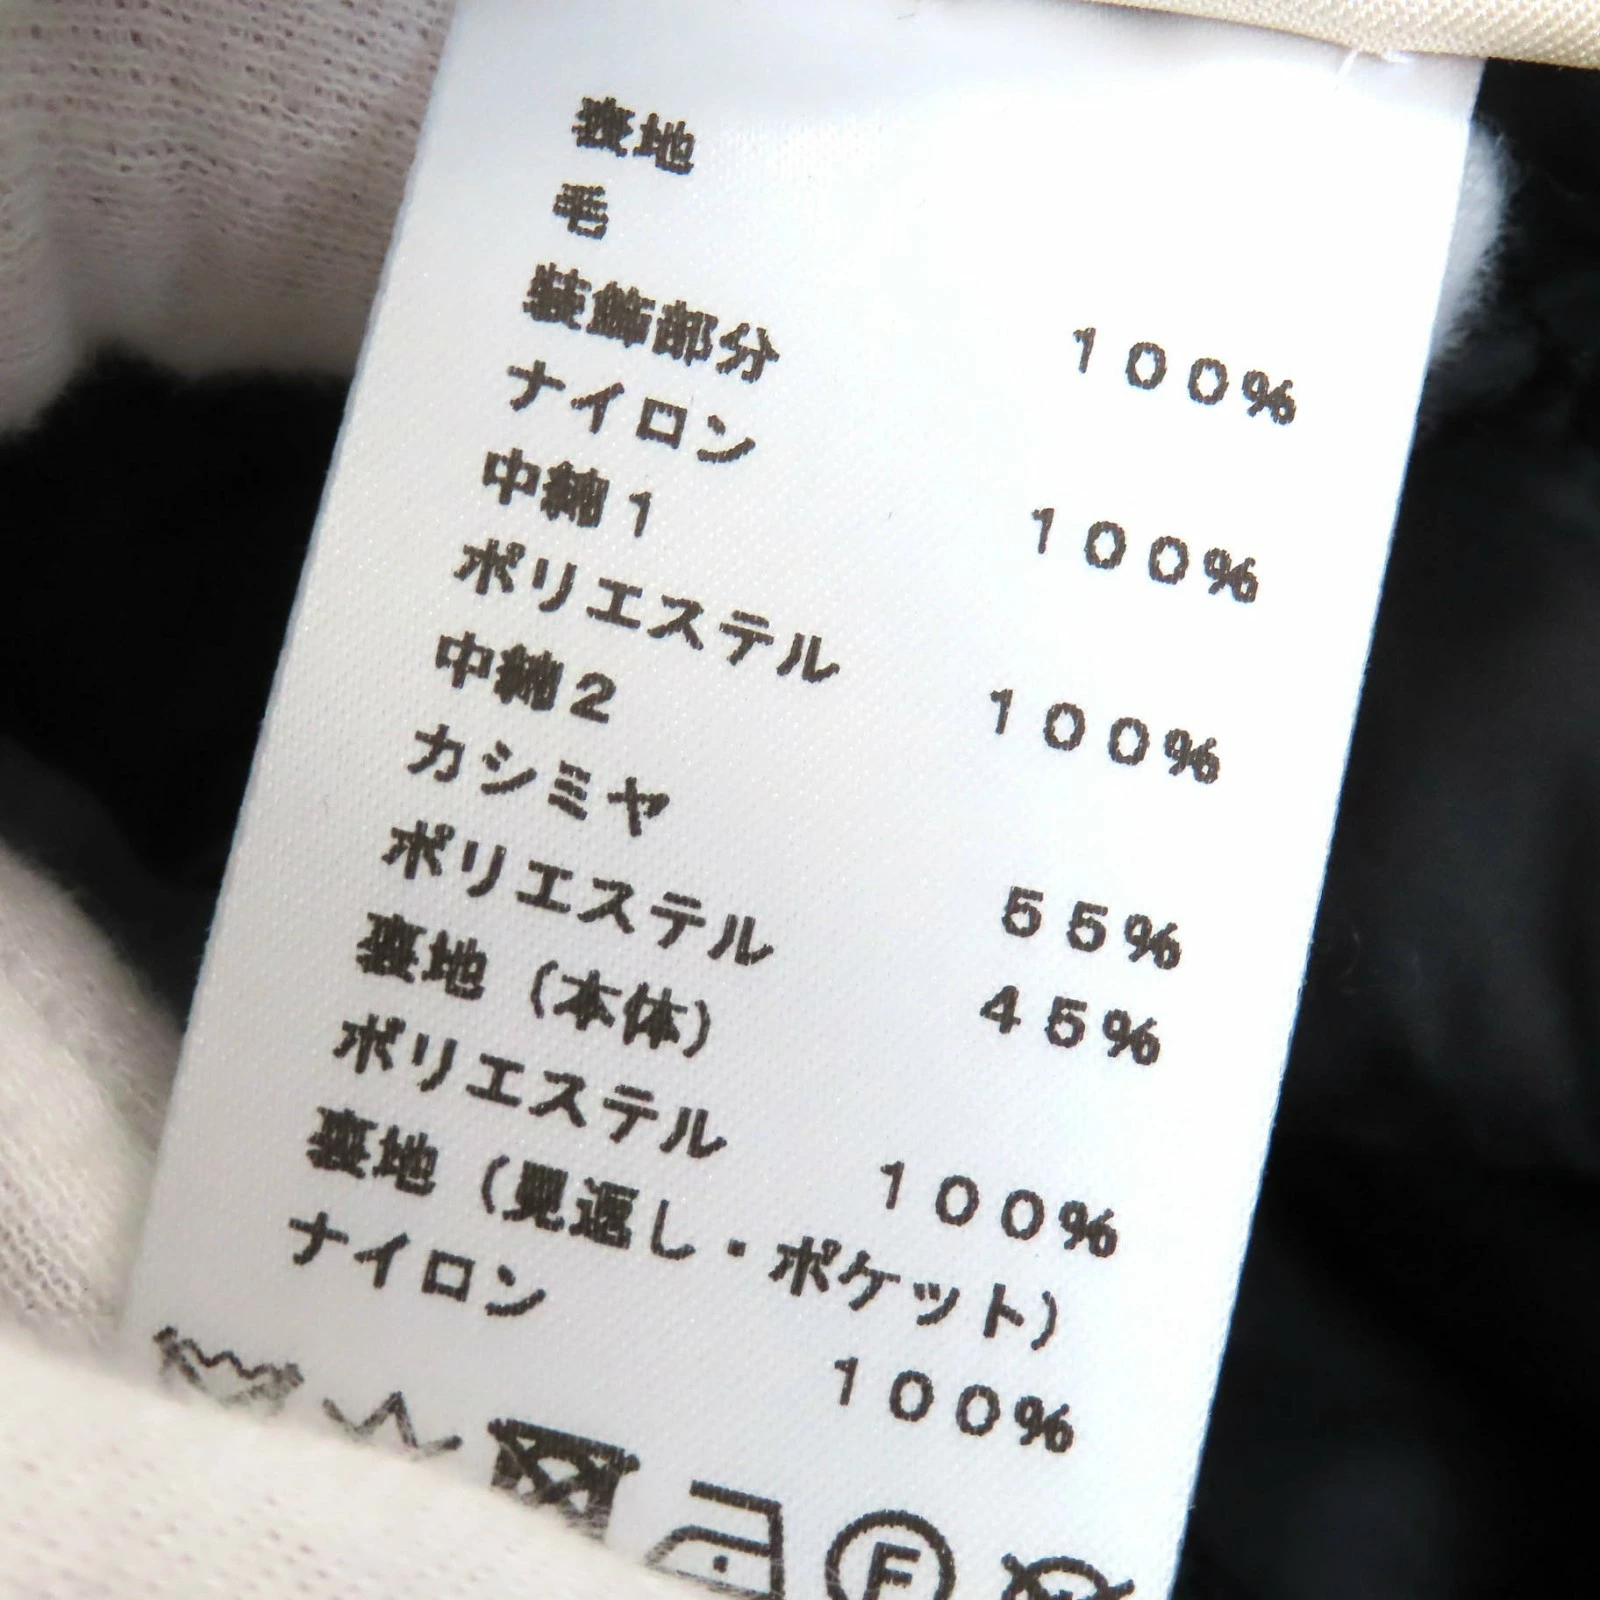 表地
毛 100%
装飾部分
ナイロン 100%
中綿1
ポリエステル 100%
中綿2
カシミヤ 55%
ポリエステル 45%
裏地（本体）
ポリエステル 100%
裏地（見返し・ポケット）
ナイロン 100%
F